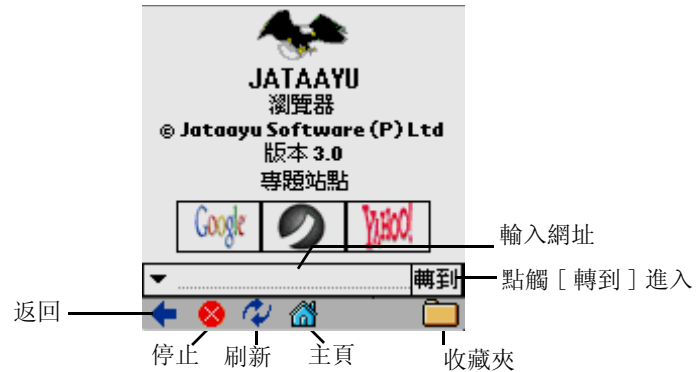 JATAAYU
瀏覽器
© Jataayu Software (P) Ltd
版本 3.0
專題站點
Google YAHOO!
輸入網址
轉到
點觸 [ 轉到 ] 進入
返回
停止 刷新 主頁 收藏夾